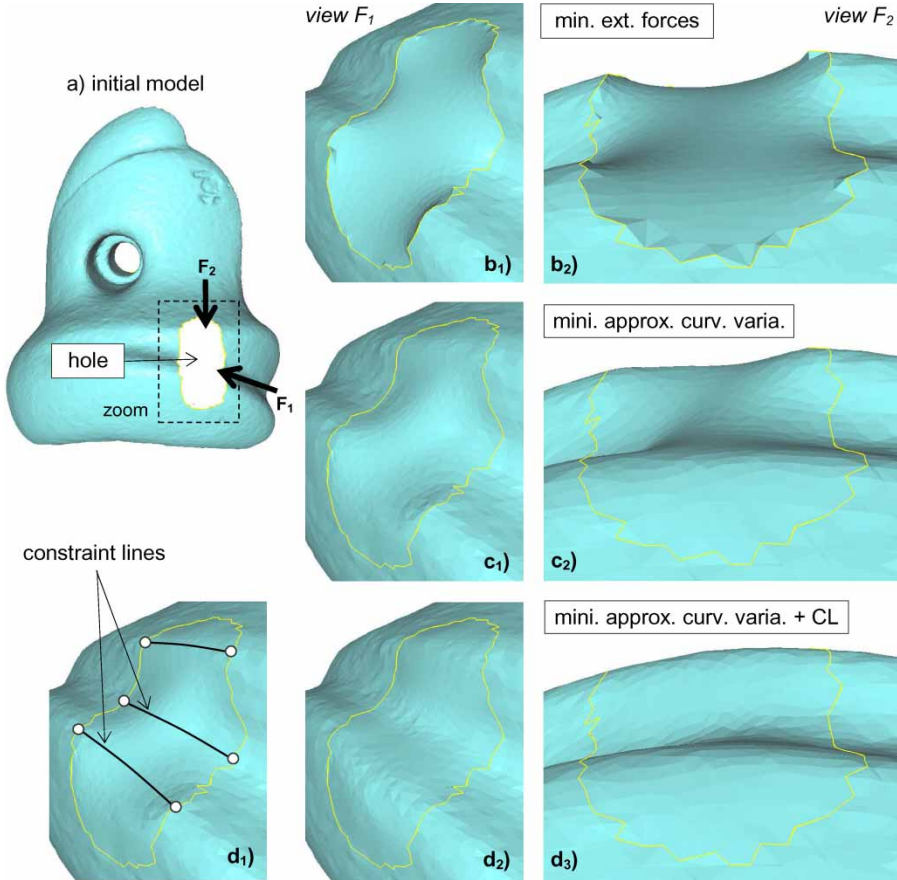 view F1
min. ext. forces
view F2
a) initial model
F2
hole
F1
zoom
b1)
b2)
mini. approx. curv. varia.
c1)
c2)
constraint lines
mini. approx. curv. varia. + CL
d1)
d2)
d3)